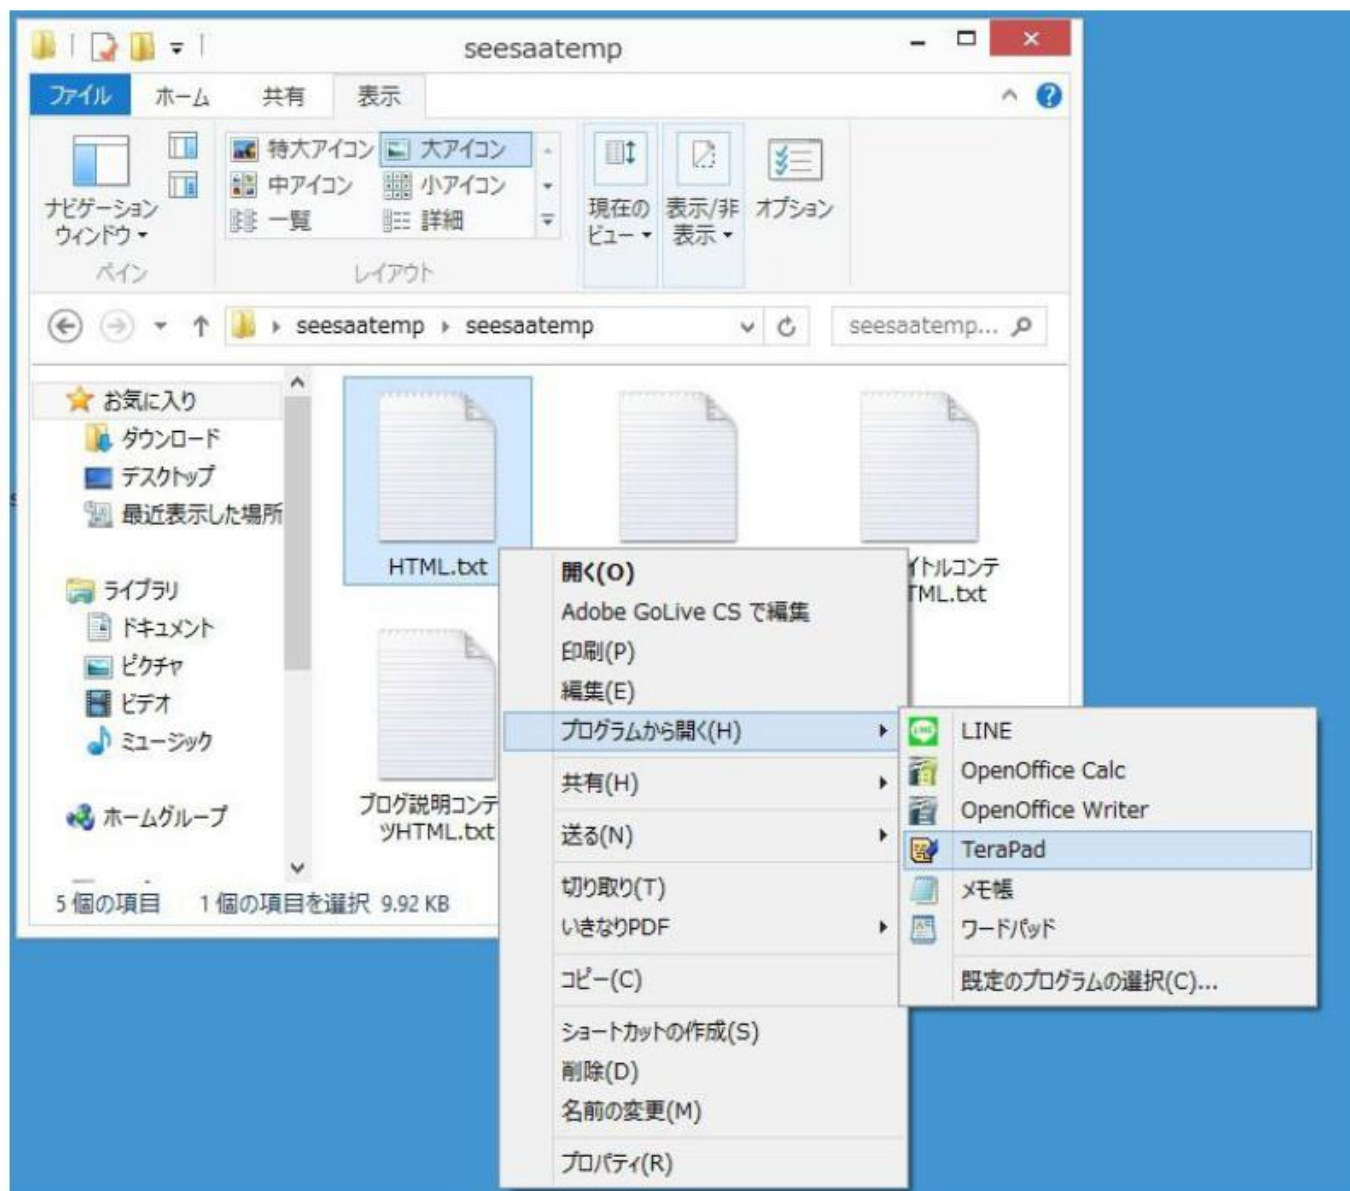 seesaatemp
ファイル ホーム 共有 表示
特大アイコン 大アイコン
中アイコン 小アイコン
一覧 詳細
ナビゲーション
ウィンドウ
現在の
ビュー
表示/非
表示
オプション
ペイン レイアウト
seesaatemp seesaatemp
seesaatemp...
お気に入り
ダウンロード
デスクトップ
最近表示した場所
ライブラリ
ドキュメント
ピクチャ
ビデオ
ミュージック
ホームグループ
HTML.txt
イトルコンテ
TML.txt
ブログ説明コンテ
ツHTML.txt
5 個の項目 1 個の項目を選択 9.92 KB
開く(O)
Adobe GoLive CS で編集
印刷(P)
編集(E)
プログラムから開く(H)
共有(H)
送る(N)
切り取り(T)
いきなりPDF
コピー(C)
ショートカットの作成(S)
削除(D)
名前の変更(M)
プロパティ(R)
LINE
OpenOffice Calc
OpenOffice Writer
TeraPad
メモ帳
ワードパッド
既定のプログラムの選択(C)...